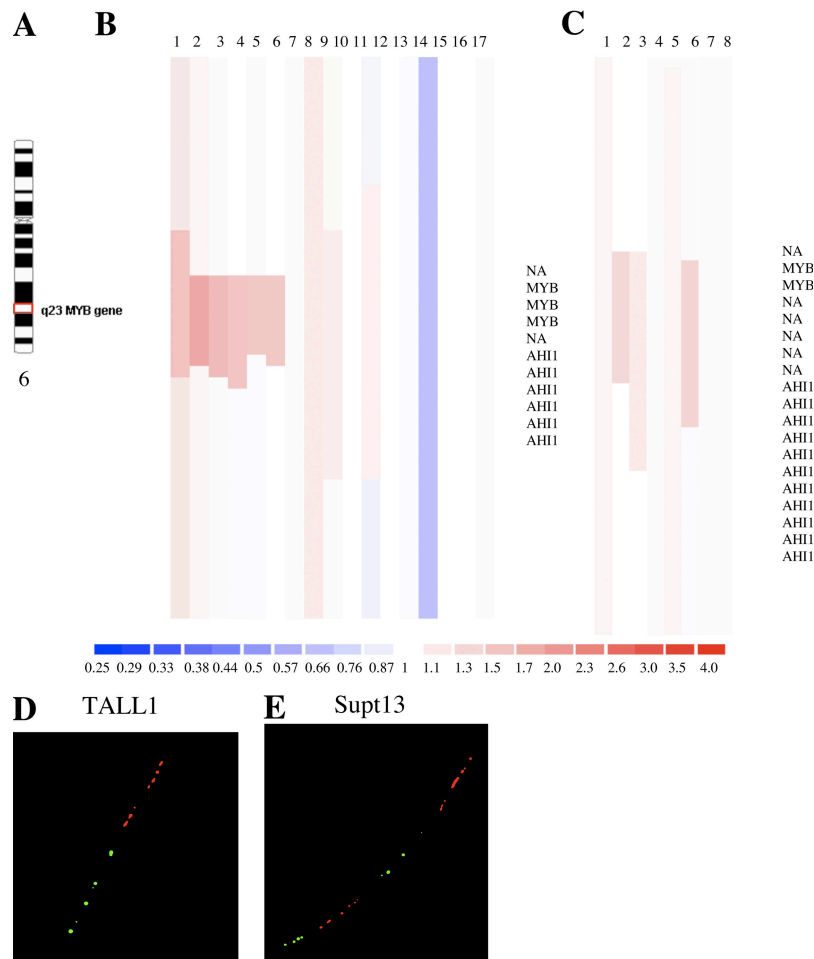 A
B
C
1 2 3 4 5 6 7 8 9 10 11 12 13 14 15 16 17
1 2 3 4 5 6 7 8
q23 MYB gene
6
NA
MYB
MYB
MYB
NA
AHI1
AHI1
AHI1
AHI1
AHI1
AHI1
NA
MYB
MYB
NA
NA
NA
NA
NA
AHI1
AHI1
AHI1
AHI1
AHI1
AHI1
AHI1
AHI1
AHI1
AHI1
AHI1
0.25 0.29 0.33 0.38 0.44 0.5 0.57 0.66 0.76 0.87 1 1.1 1.3 1.5 1.7 2.0 2.3 2.6 3.0 3.5 4.0
D TALL1
E Supt13